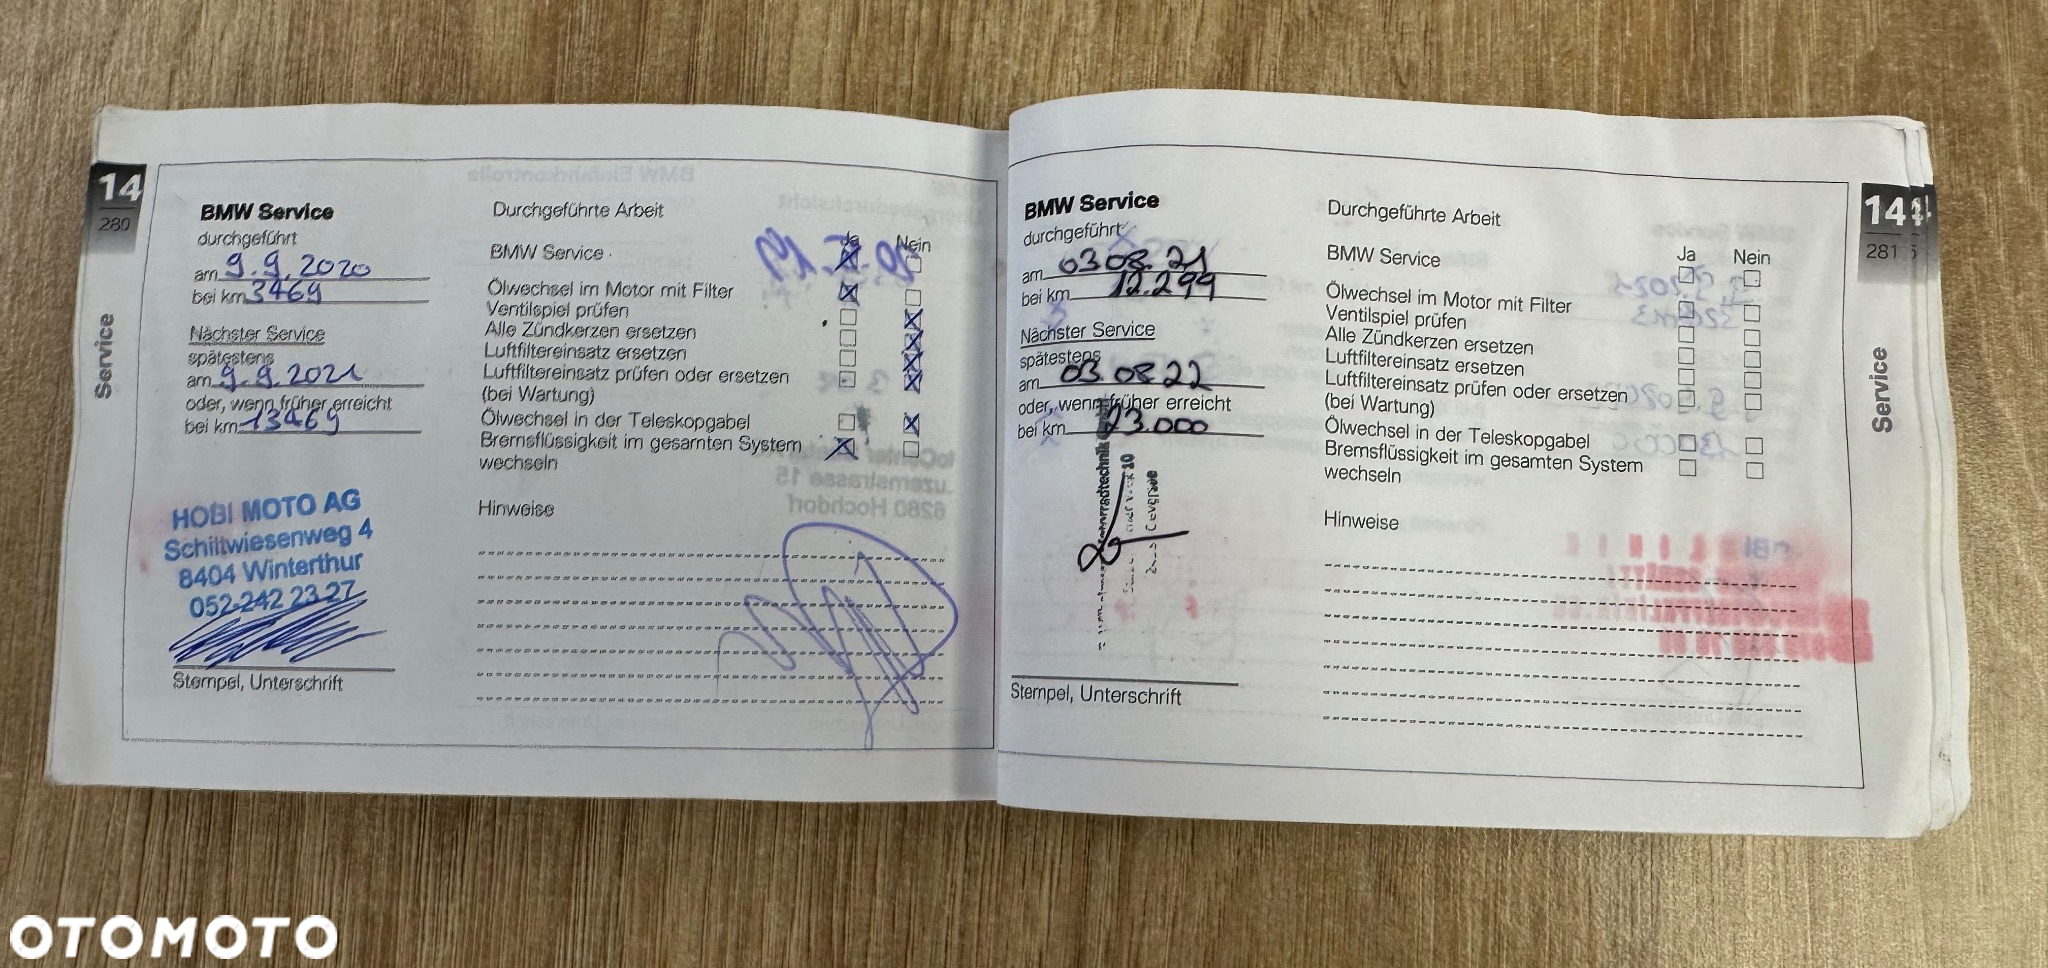 14
280
Service
BMW Service
durchgeführt
am 9.9.2020
bei km 3469
Nächster Service
spätestens
am 9.9.2021
oder, wenn früher erreicht
bei km 13469
HOBI MOTO AG
Schiltwiesenweg 4
8404 Winterthur
052-242 23 27
Stempel, Unterschrift
Durchgeführte Arbeit
Ja Nein
BMW Service
Ölwechsel im Motor mit Filter
Ventilspiel prüfen
Alle Zündkerzen ersetzen
Luftfiltereinsatz ersetzen
Luftfiltereinsatz prüfen oder ersetzen
(bei Wartung)
Ölwechsel in der Teleskopgabel
Bremsflüssigkeit im gesamten System
wechseln
Hinweise
BMW Service
durchgeführt
am 03 08. 21
bei km 12.299
Nächster Service
spätestens
am 03. 08 22
oder, wenn früher erreicht
bei km 23.000
Stempel, Unterschrift
Durchgeführte Arbeit
Ja Nein
BMW Service
Ölwechsel im Motor mit Filter
Ventilspiel prüfen
Alle Zündkerzen ersetzen
Luftfiltereinsatz ersetzen
Luftfiltereinsatz prüfen oder ersetzen
(bei Wartung)
Ölwechsel in der Teleskopgabel
Bremsflüssigkeit im gesamten System
wechseln
Hinweise
14
281
Service
OTOMOTO